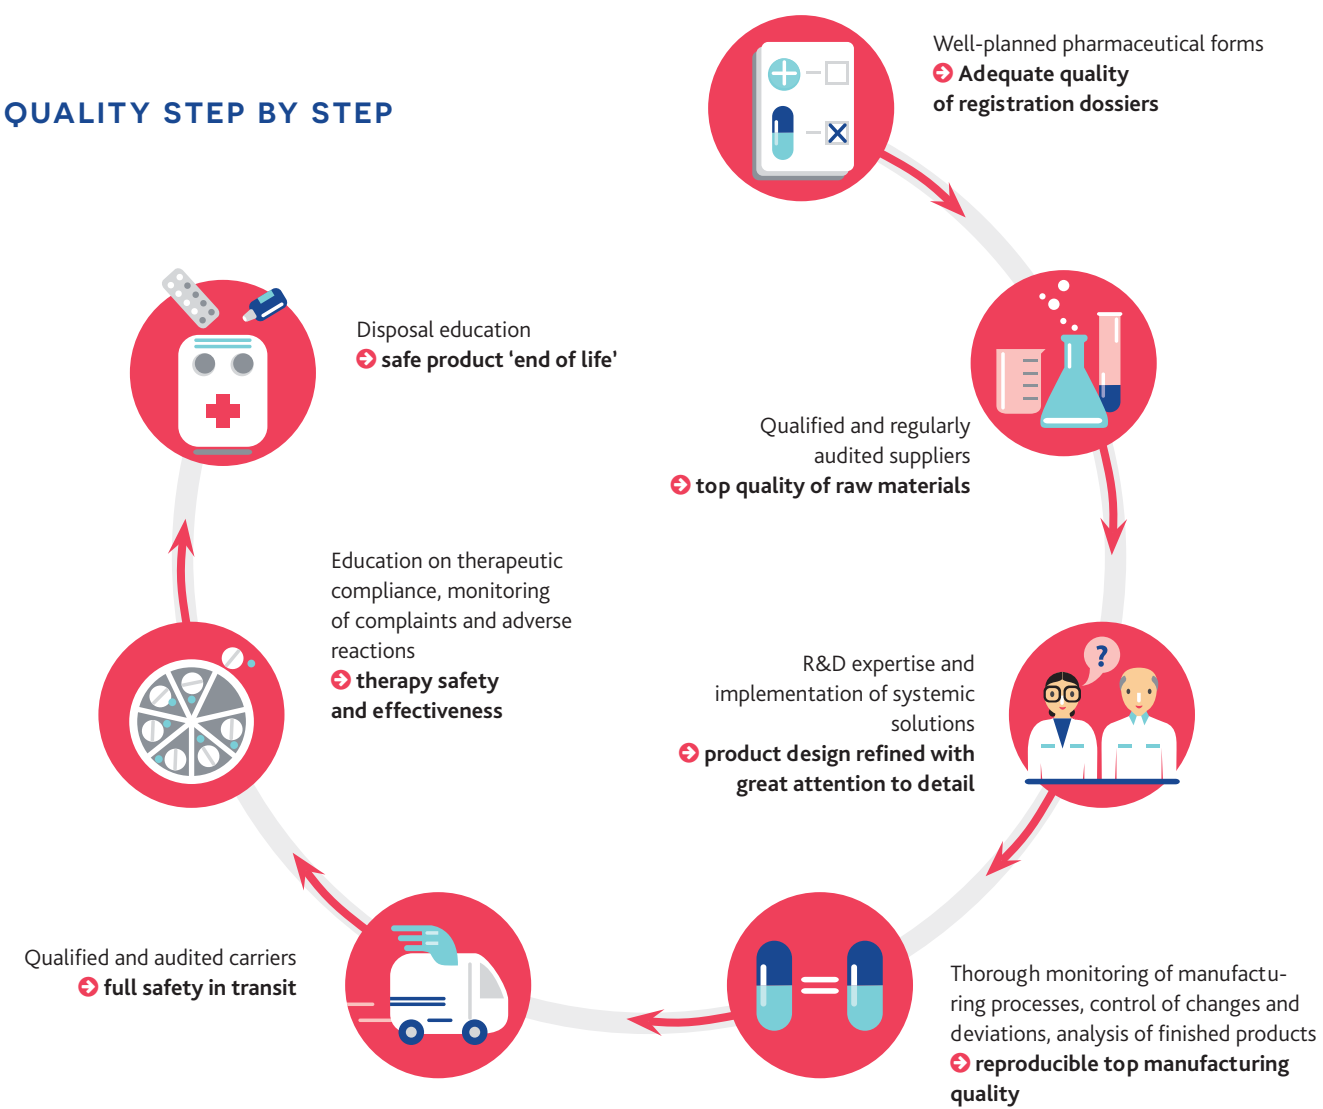 QUALITY STEP BY STEP
Well-planned pharmaceutical forms
Adequate quality
of registration dossiers
Qualified and regularly
audited suppliers
top quality of raw materials
R&D expertise and
implementation of systemic
solutions
product design refined with
great attention to detail
?
Thorough monitoring of manufactu-
ring processes, control of changes and
deviations, analysis of finished products
reproducible top manufacturing
quality
Qualified and audited carriers
full safety in transit
Education on therapeutic
compliance, monitoring
of complaints and adverse
reactions
therapy safety
and effectiveness
Disposal education
safe product ‘end of life’